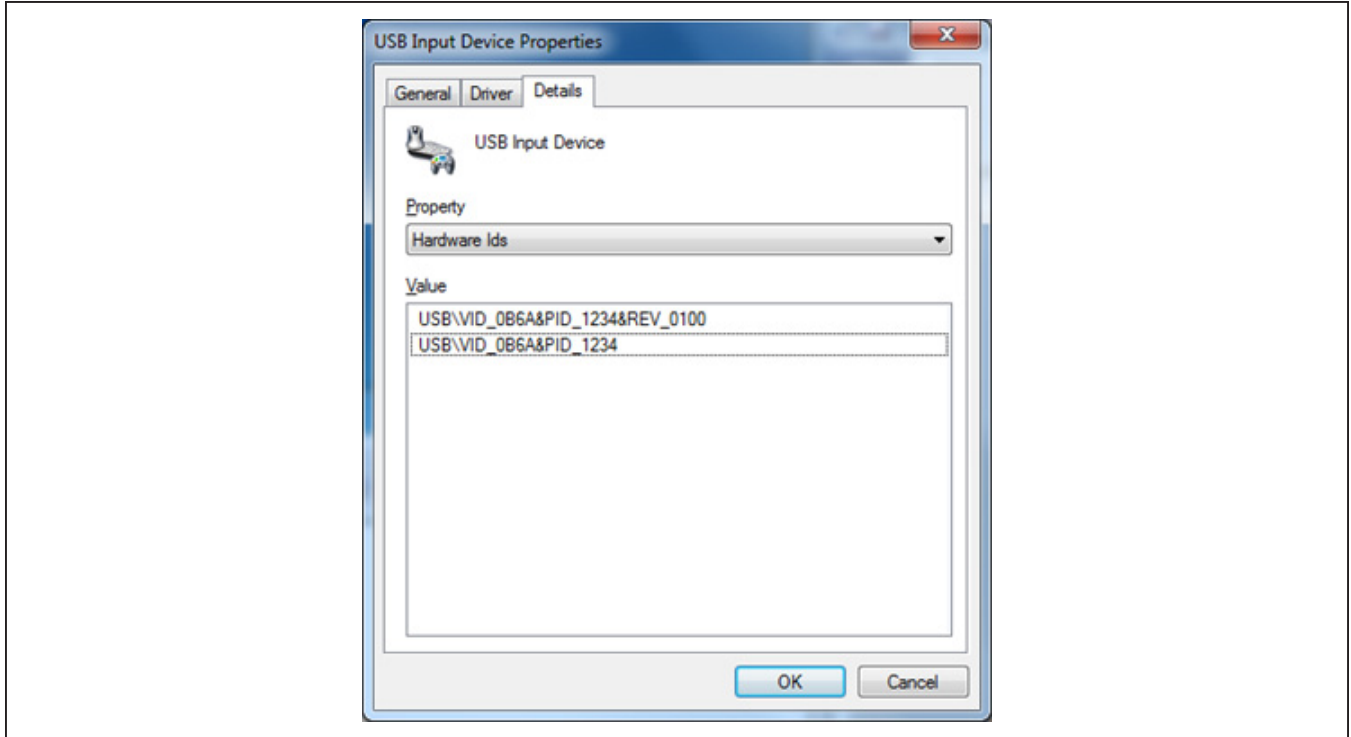 USB Input Device Properties
General Driver Details
USB Input Device
Property
Hardware Ids
Value
USB\VID_0B6A&PID_1234&REV_0100
USB\VID_0B6A&PID_1234
OK Cancel